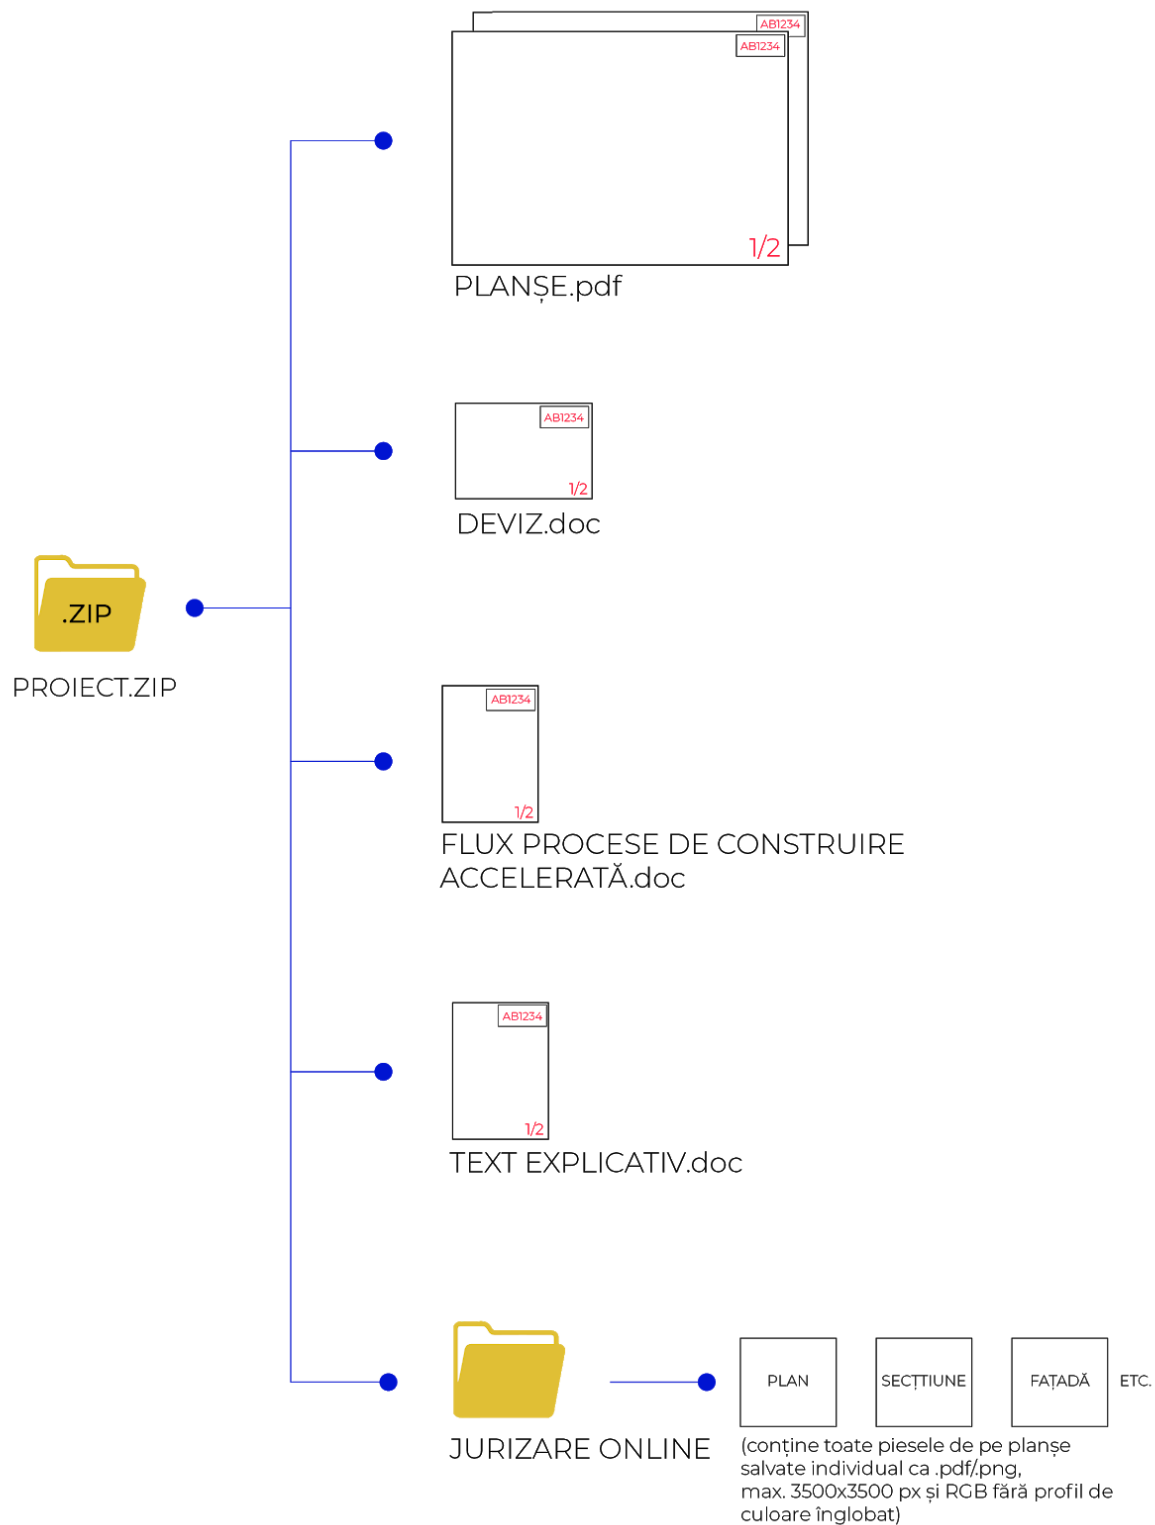 AB1234
AB1234
1/2
PLANȘE.pdf
AB1234
1/2
DEVIZ.doc
.ZIP
PROIECT.ZIP
AB1234
1/2
FLUX PROCESE DE CONSTRUIRE
ACCELERATĂ.doc
AB1234
1/2
TEXT EXPLICATIV.doc
JURIZARE ONLINE
PLAN
SECȚTIUNE
FAȚADĂ
ETC.
(conține toate piesele de pe planșe
salvate individual ca .pdf/.png,
max. 3500x3500 px și RGB fără profil de
culoare înglobat)